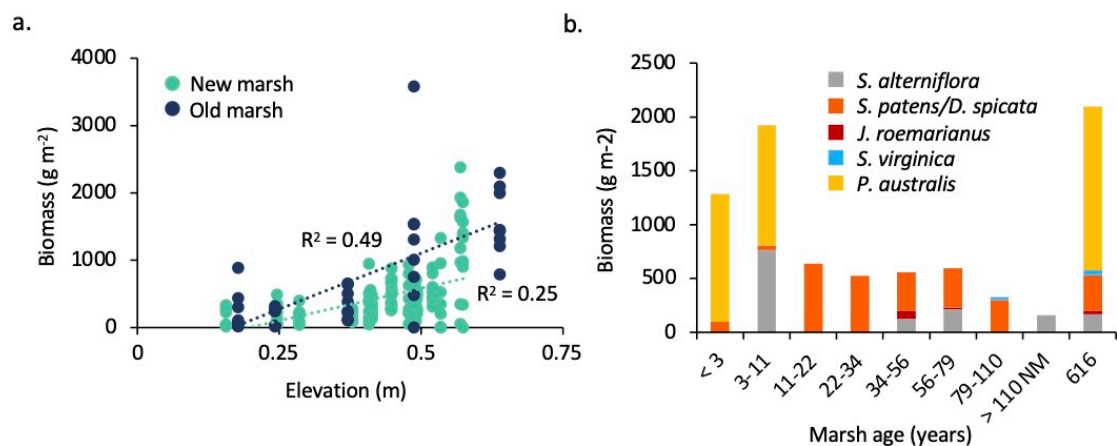 a.
4000
3000
2000
1000
0
Biomass (g m-2)
New marsh
Old marsh
R² = 0.49
R² = 0.25
0
0.25
0.5
0.75
Elevation (m)
b.
2500
2000
1500
1000
500
0
Biomass (g m-2)
S. alterniflora
S. patens/D. spicata
J. roemarianus
S. virginica
P. australis
< 3
3-11
11-22
22-34
34-56
56-79
79-110
> 110 NM
616
Marsh age (years)